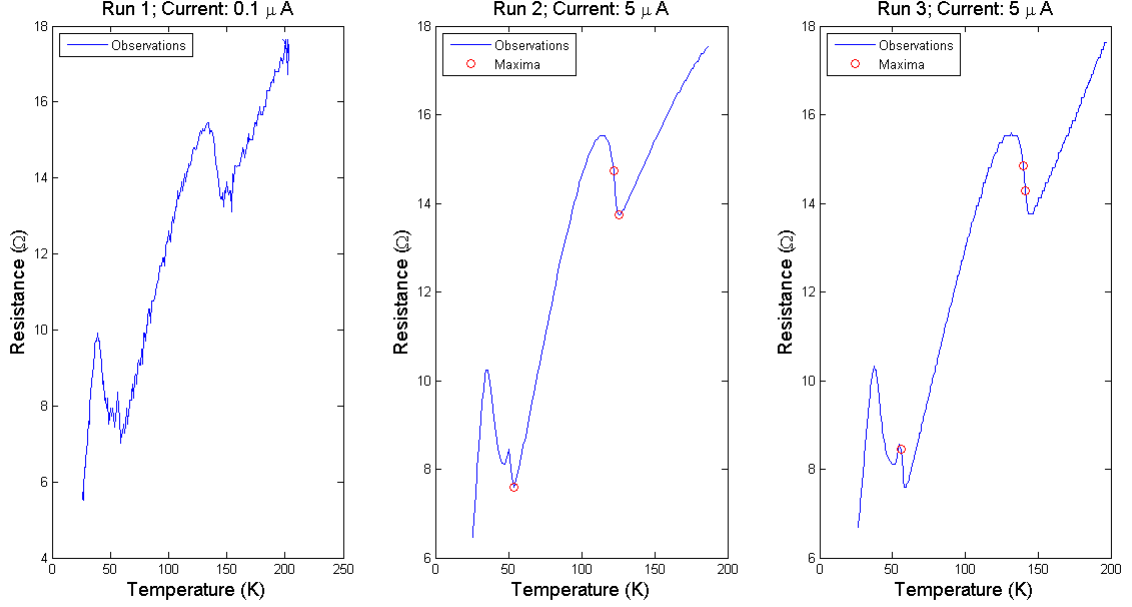 Run 1; Current: 0.1 μ A
Observations
18
16
14
12
10
8
6
4
0
50
100
150
200
250
Resistance (Ω)
Temperature (K)
Run 2; Current: 5 μ A
Observations
Maxima
18
16
14
12
10
8
6
0
50
100
150
200
Resistance (Ω)
Temperature (K)
Run 3; Current: 5 μ A
Observations
Maxima
18
16
14
12
10
8
6
0
50
100
150
200
Resistance (Ω)
Temperature (K)